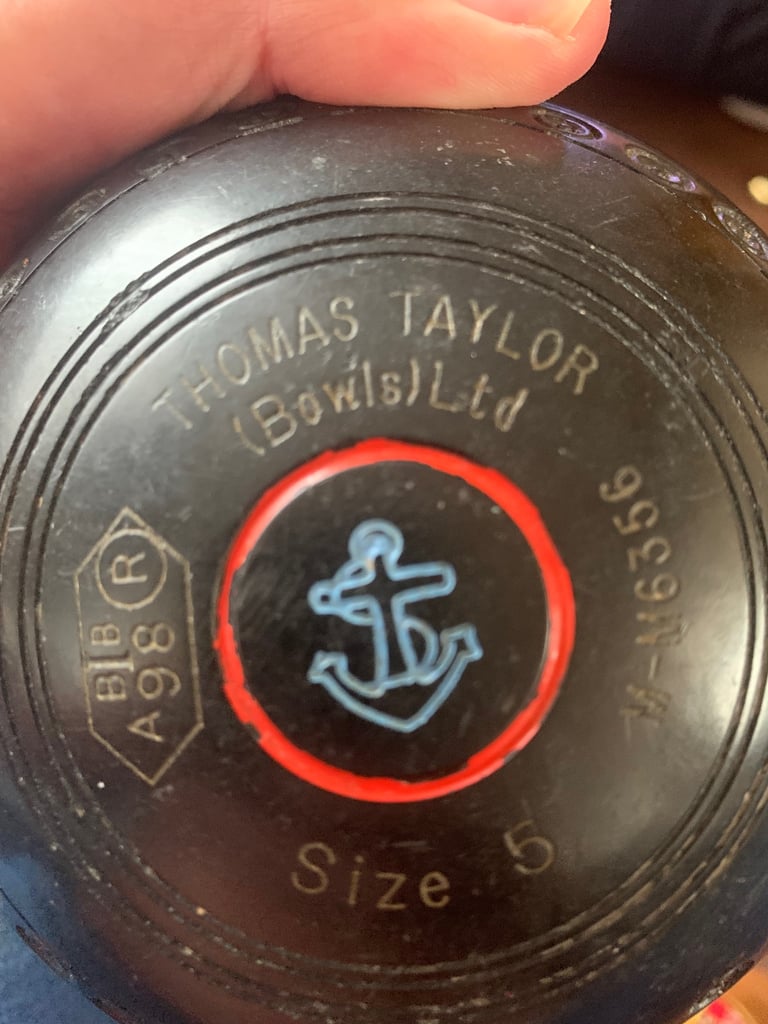 THOMAS TAYLOR
(Bowls) Ltd
R
BIB
A98
M-M6356
Size 5